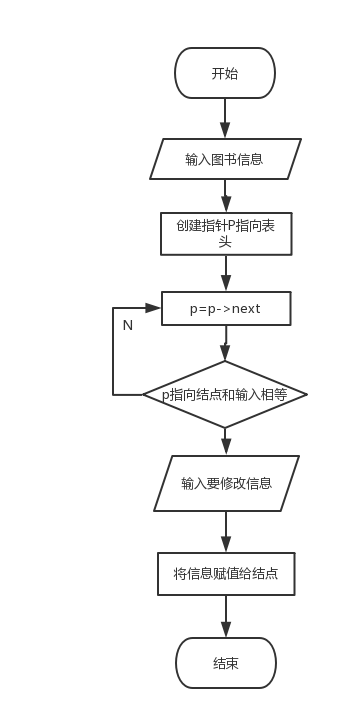 开始
输入图书信息
创建指针P指向表
头
p=p->next
N
p指向结点和输入相等
输入要修改信息
将信息赋值给结点
结束